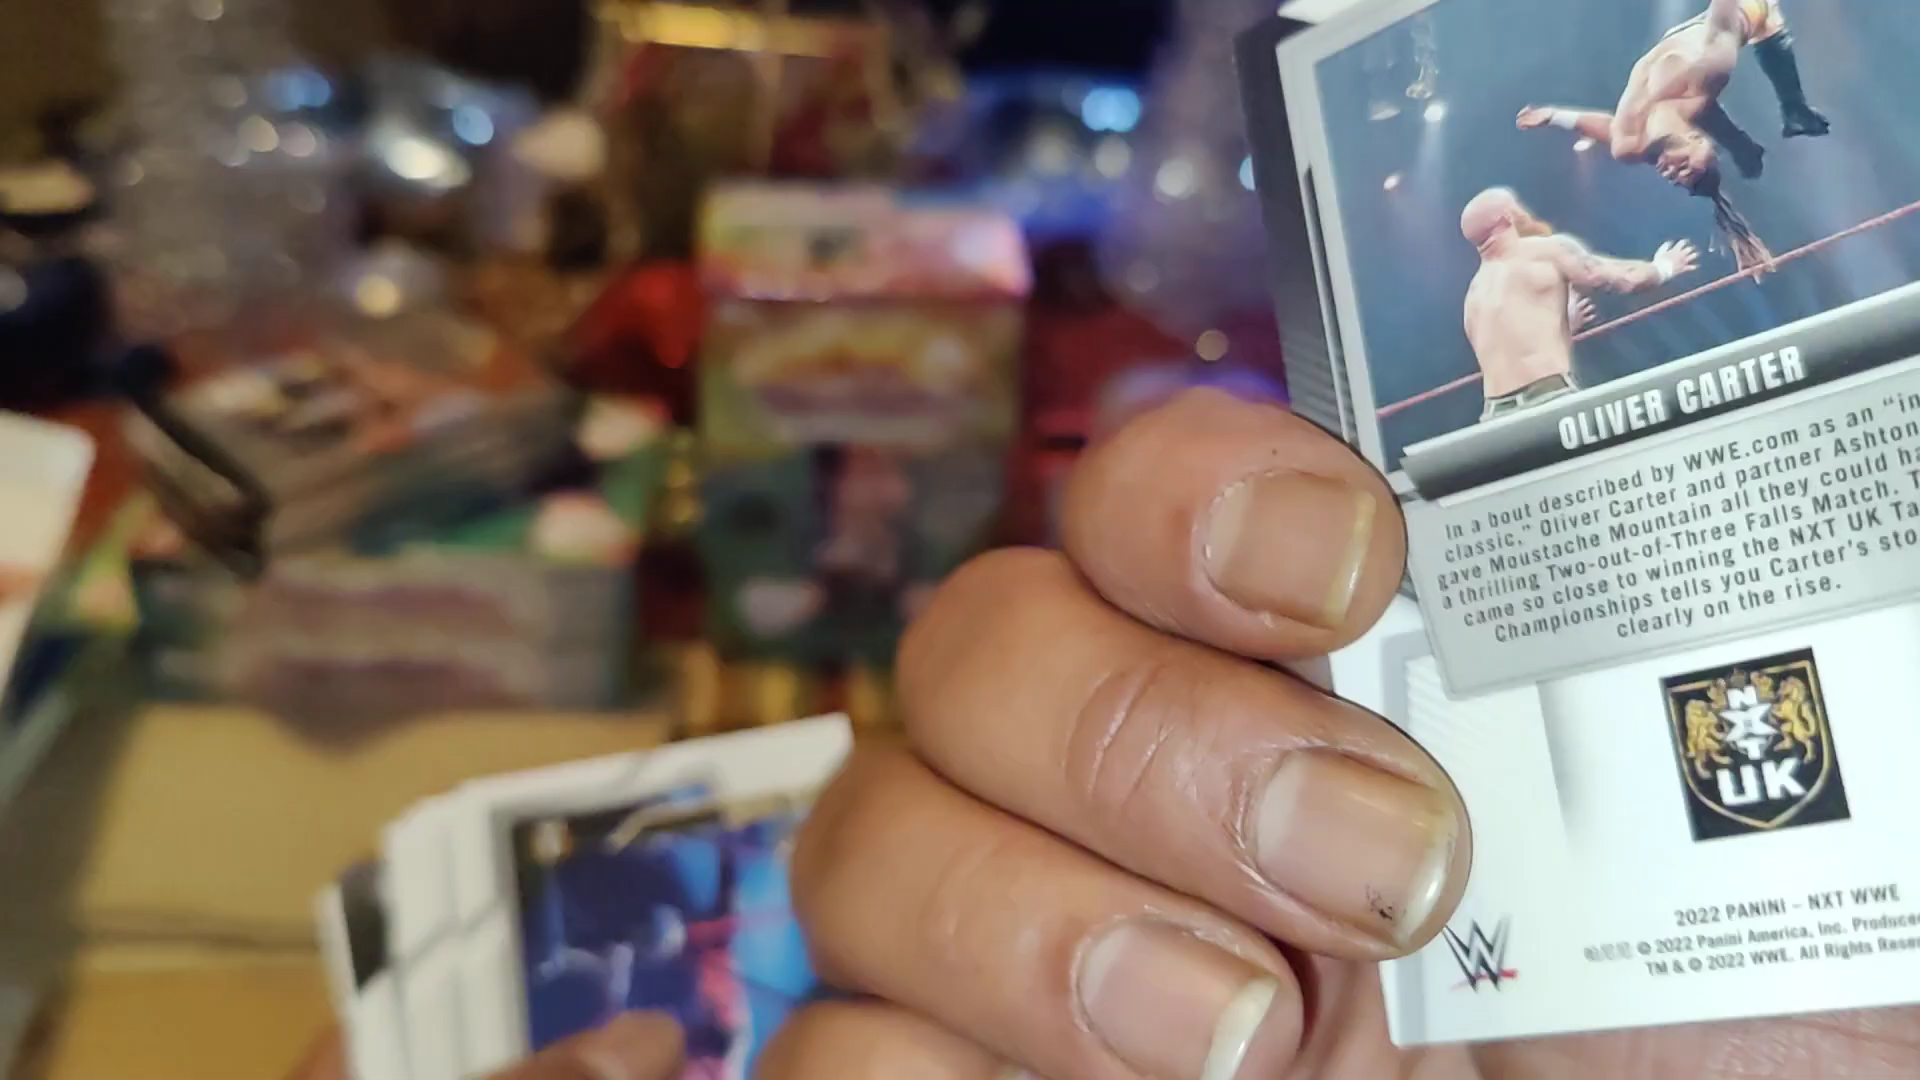 OLIVER CARTER
In a bout described by WWE.com as an "in
classic," Oliver Carter and partner Ashton
gave Moustache Mountain all they could ha
a thrilling Two-out-of-Three Falls Match. T
came so close to winning the NXT UK Ta
Championships tells you Carter's sto
clearly on the rise.
NXT
UK
W
2022 PANINI – NXT WWE
© 2022 Panini America, Inc. Produced
TM & © 2022 WWE. All Rights Reser